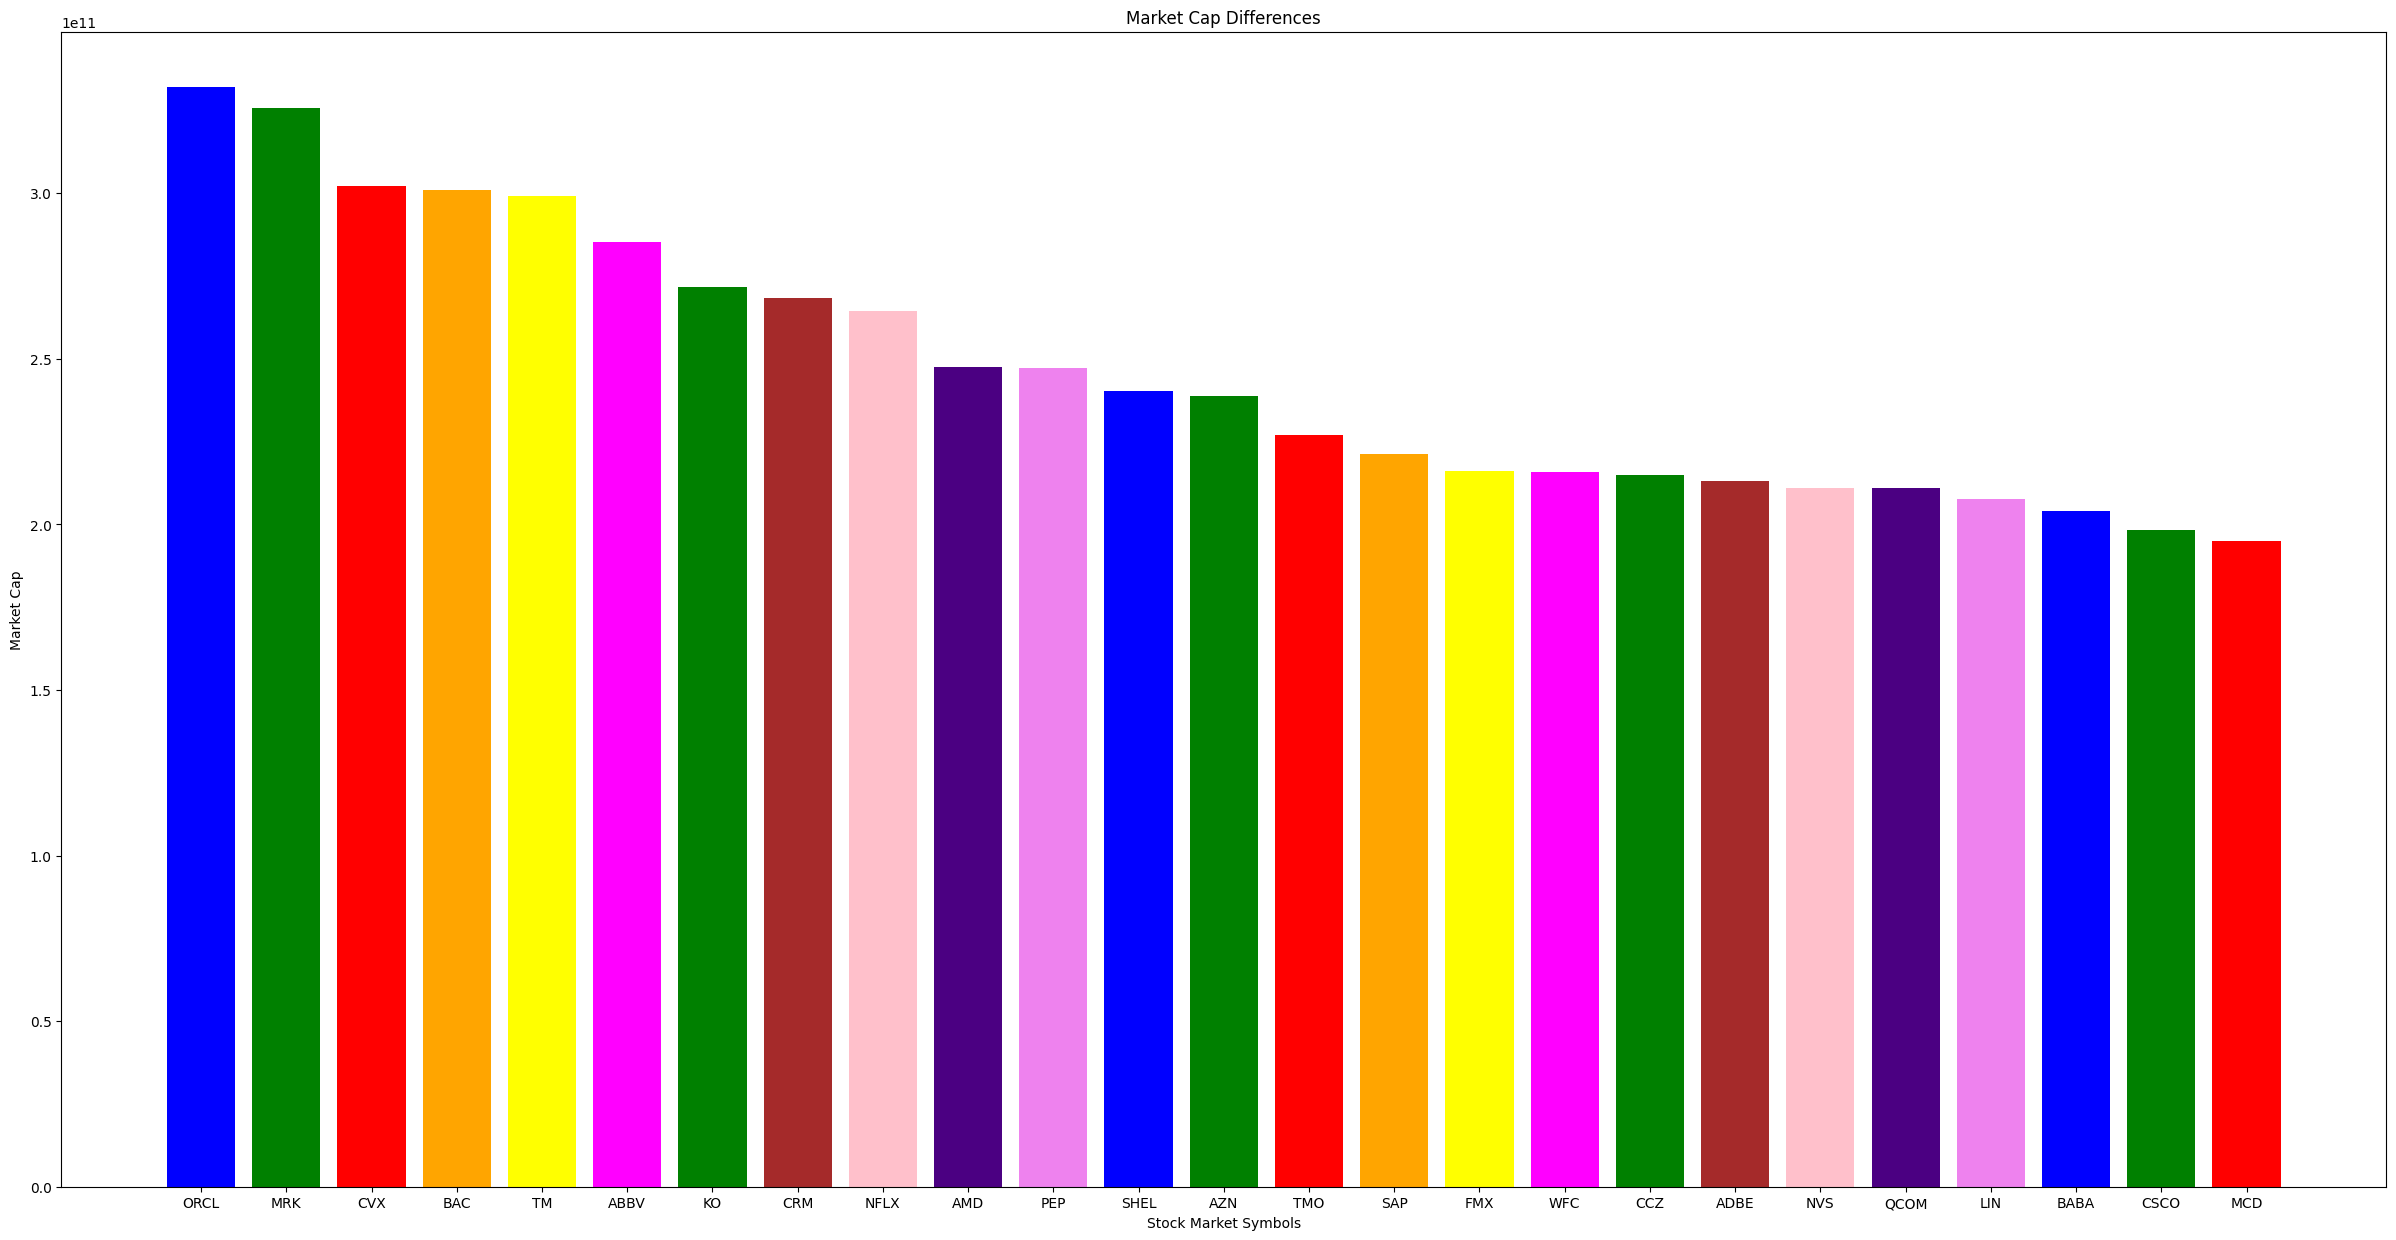 Market Cap Differences
1e11
3.0
2.5
2.0
1.5
1.0
0.5
0.0
Market Cap
ORCL MRK CVX BAC TM ABBV KO CRM NFLX AMD PEP SHEL AZN TMO SAP FMX WFC CCZ ADBE NVS QCOM LIN BABA CSCO MCD
Stock Market Symbols